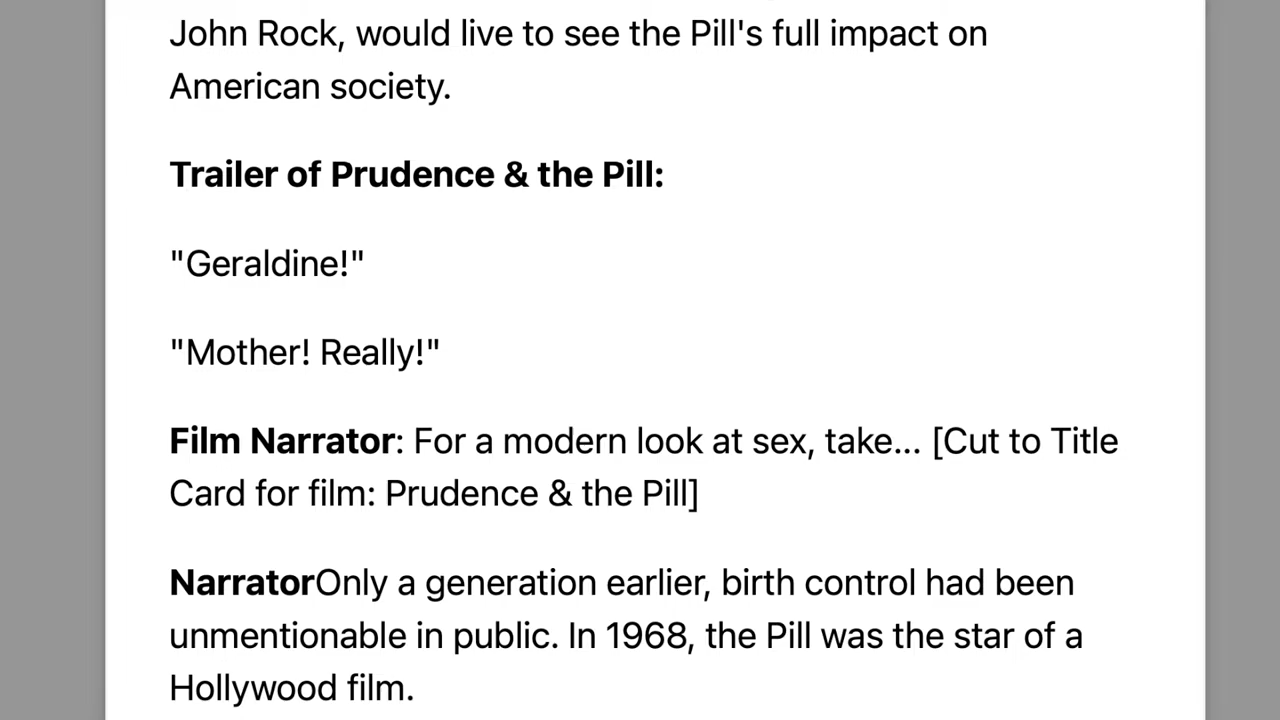 John Rock, would live to see the Pill's full impact on
American society.
Trailer of Prudence & the Pill:
"Geraldine!"
"Mother! Really!"
Film Narrator: For a modern look at sex, take... [Cut to Title
Card for film: Prudence & the Pill]
NarratorOnly a generation earlier, birth control had been
unmentionable in public. In 1968, the Pill was the star of a
Hollywood film.